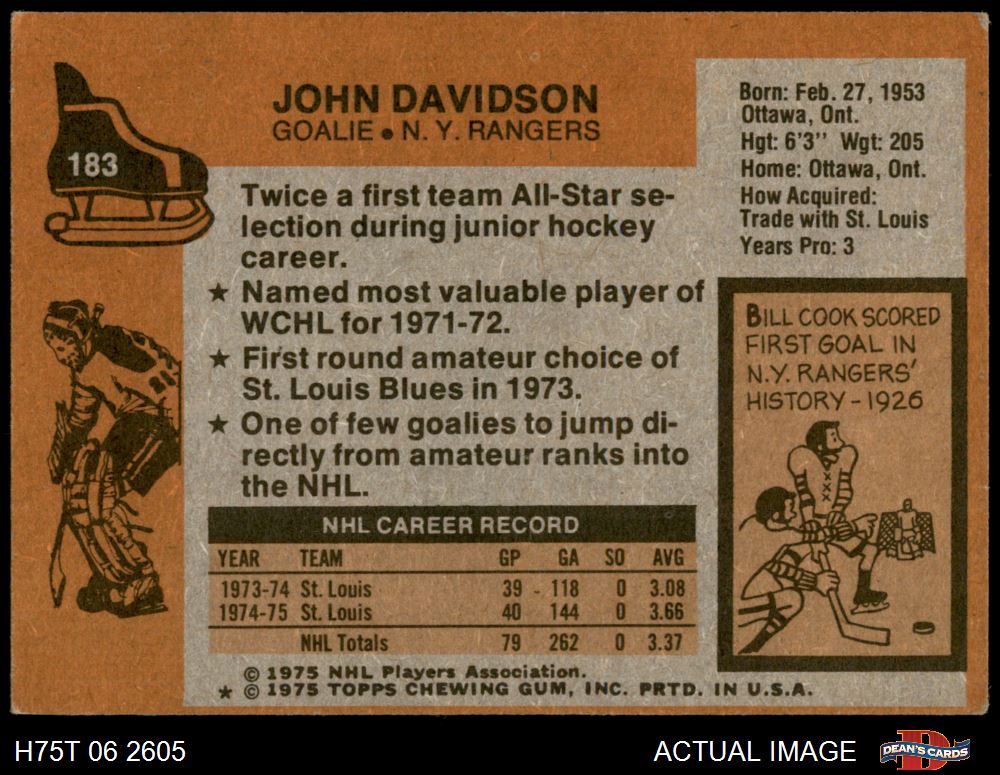 183
JOHN DAVIDSON
GOALIE • N. Y. RANGERS
Born: Feb. 27, 1953
Ottawa, Ont.
Hgt: 6'3" Wgt: 205
Home: Ottawa, Ont.
How Acquired:
Trade with St. Louis
Years Pro: 3
Twice a first team All-Star se-
lection during junior hockey
career.
★ Named most valuable player of
WCHL for 1971-72.
★ First round amateur choice of
St. Louis Blues in 1973.
★ One of few goalies to jump di-
rectly from amateur ranks into
the NHL.
BILL COOK SCORED
FIRST GOAL IN
N.Y. RANGERS'
HISTORY - 1926
NHL CAREER RECORD
YEAR TEAM GP GA SO AVG
1973-74 St. Louis 39 118 0 3.08
1974-75 St. Louis 40 144 0 3.66
NHL Totals 79 262 0 3.37
© 1975 NHL Players Association.
★ © 1975 TOPPS CHEWING GUM, INC. PRTD. IN U.S.A.
H75T 06 2605
ACTUAL IMAGE
DEAN'S CARDS